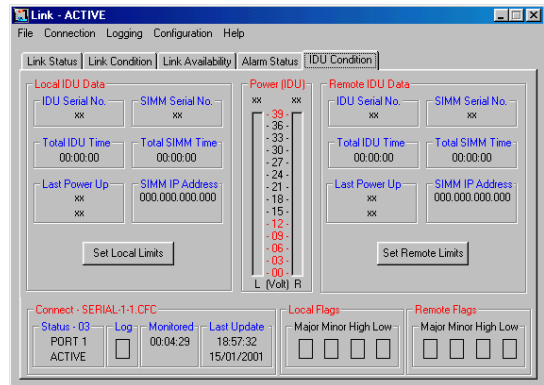 Link - ACTIVE
File Connection Logging Configuration Help
Link Status Link Condition Link Availability Alarm Status IDU Condition
Local IDU Data
IDU Serial No.
xx
SIMM Serial No.
xx
Total IDU Time
00:00:00
Total SIMM Time
00:00:00
Last Power Up
xx
xx
SIMM IP Address
000.000.000.000
Set Local Limits
Power (IDU)
xx xx
- 39 -
- 36 -
- 33 -
- 30 -
- 27 -
- 24 -
- 21 -
- 18 -
- 15 -
- 12 -
- 09 -
- 06 -
- 03 -
- 00 -
L (Volt) R
Remote IDU Data
IDU Serial No.
xx
SIMM Serial No.
xx
Total IDU Time
00:00:00
Total SIMM Time
00:00:00
Last Power Up
xx
xx
SIMM IP Address
000.000.000.000
Set Remote Limits
Connect - SERIAL-1-1.CFC
Status - 03
PORT 1
ACTIVE
Log
Monitored
00:04:29
Last Update
18:57:32
15/01/2001
Local Flags
Major Minor High Low
Remote Flags
Major Minor High Low